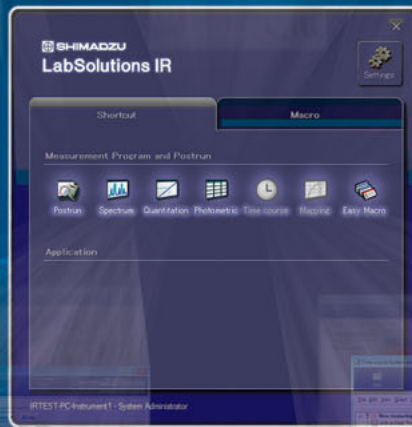 SHIMADZU
LabSolutions IR
Settings
Shortcut
Macro
Measurement Program and Postrun
Postrun
Spectrum
Quantitation
Photometric
Time course
Mapping
Easy Macro
Application
IRTEST-PC-Instrument1 - System Administrator